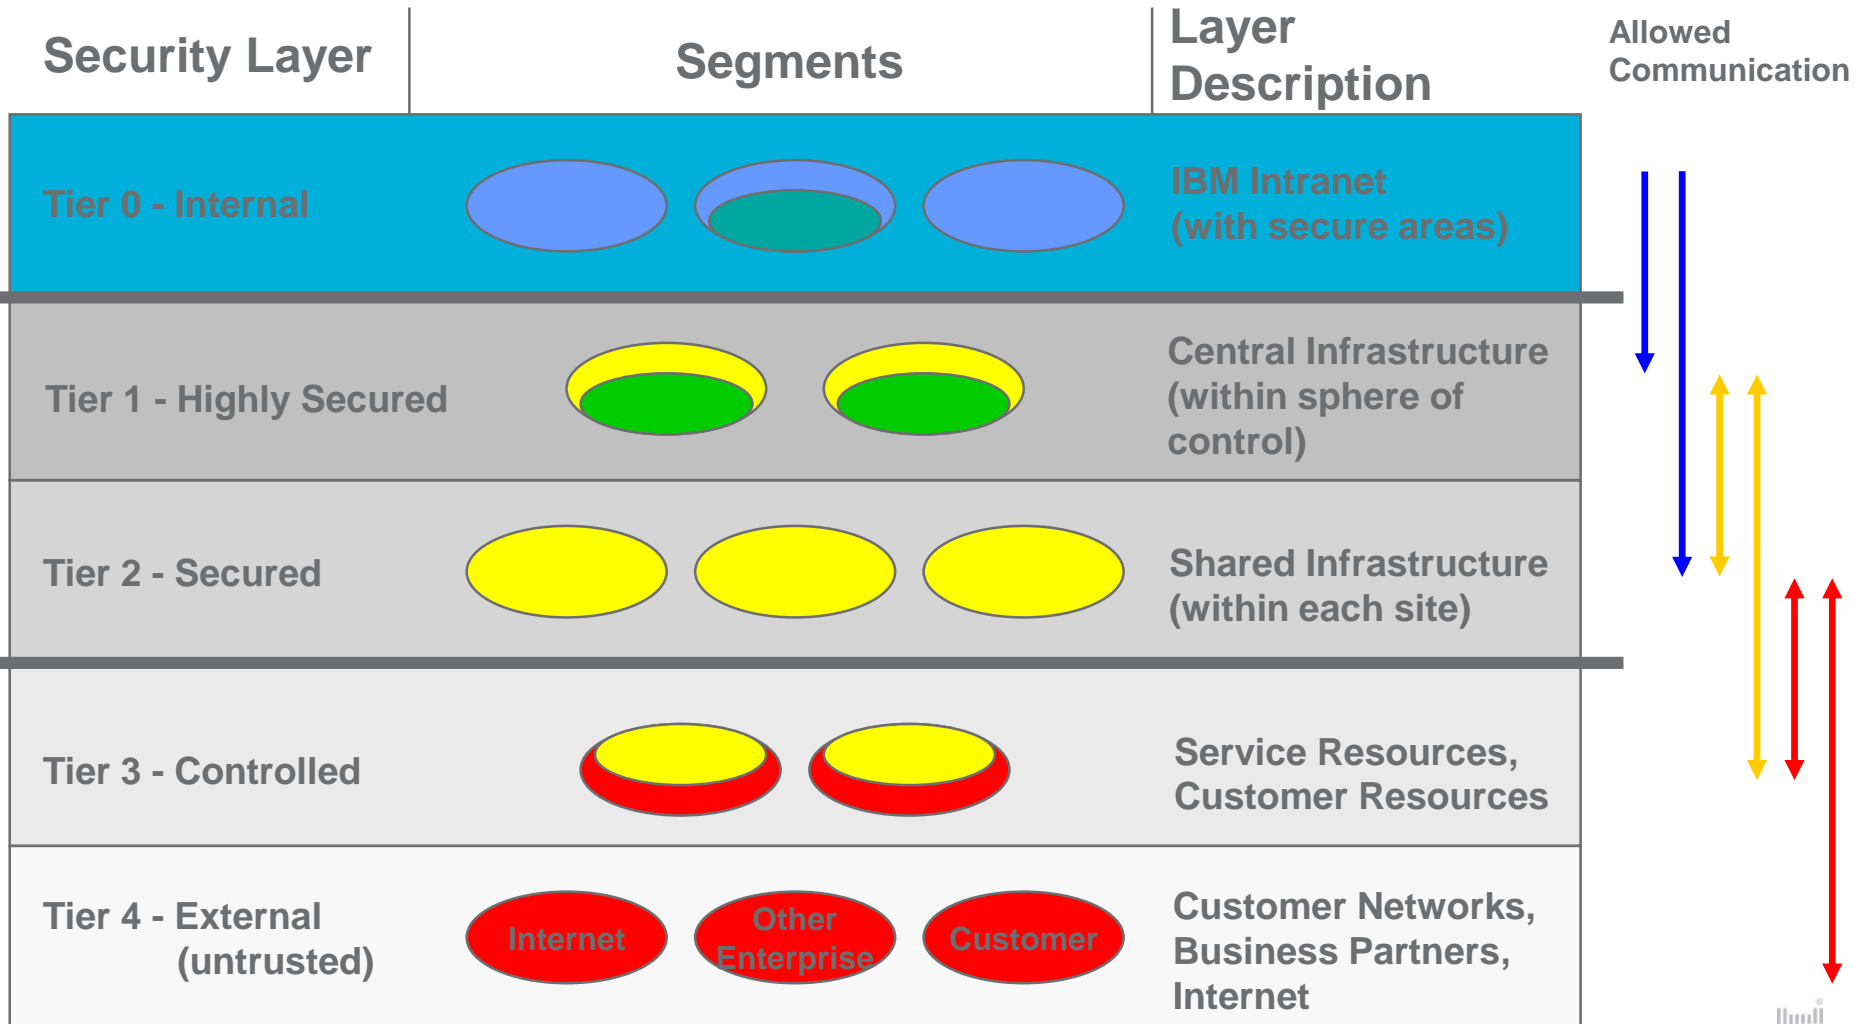 Security Layer
Segments
Layer
Description
Allowed
Communication
Tier 0 - Internal
IBM Intranet
(with secure areas)
Tier 1 - Highly Secured
Central Infrastructure
(within sphere of
control)
Tier 2 - Secured
Shared Infrastructure
(within each site)
Tier 3 - Controlled
Service Resources,
Customer Resources
Tier 4 - External
(untrusted)
Internet
Other
Enterprise
Customer
Customer Networks,
Business Partners,
Internet